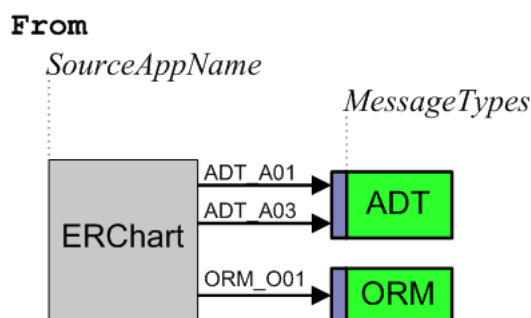 From
SourceAppName
MessageTypes
ADT_A01
ADT_A03
ADT
ERChart
ORM_O01
ORM